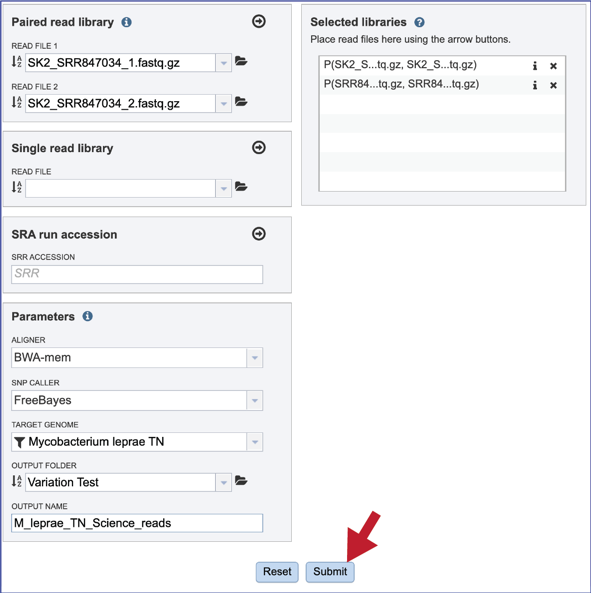 Paired read library
READ FILE 1
SK2_SRR847034_1.fastq.gz
READ FILE 2
SK2_SRR847034_2.fastq.gz
Single read library
READ FILE
SRA run accession
SRR ACCESSION
SRR
Parameters
ALIGNER
BWA-mem
SNP CALLER
FreeBayes
TARGET GENOME
Mycobacterium leprae TN
OUTPUT FOLDER
Variation Test
OUTPUT NAME
M_leprae_TN_Science_reads
Selected libraries
Place read files here using the arrow buttons.
P(SK2_S...tq.gz, SK2_S...tq.gz)
P(SRR84...tq.gz, SRR84...tq.gz)
Reset
Submit